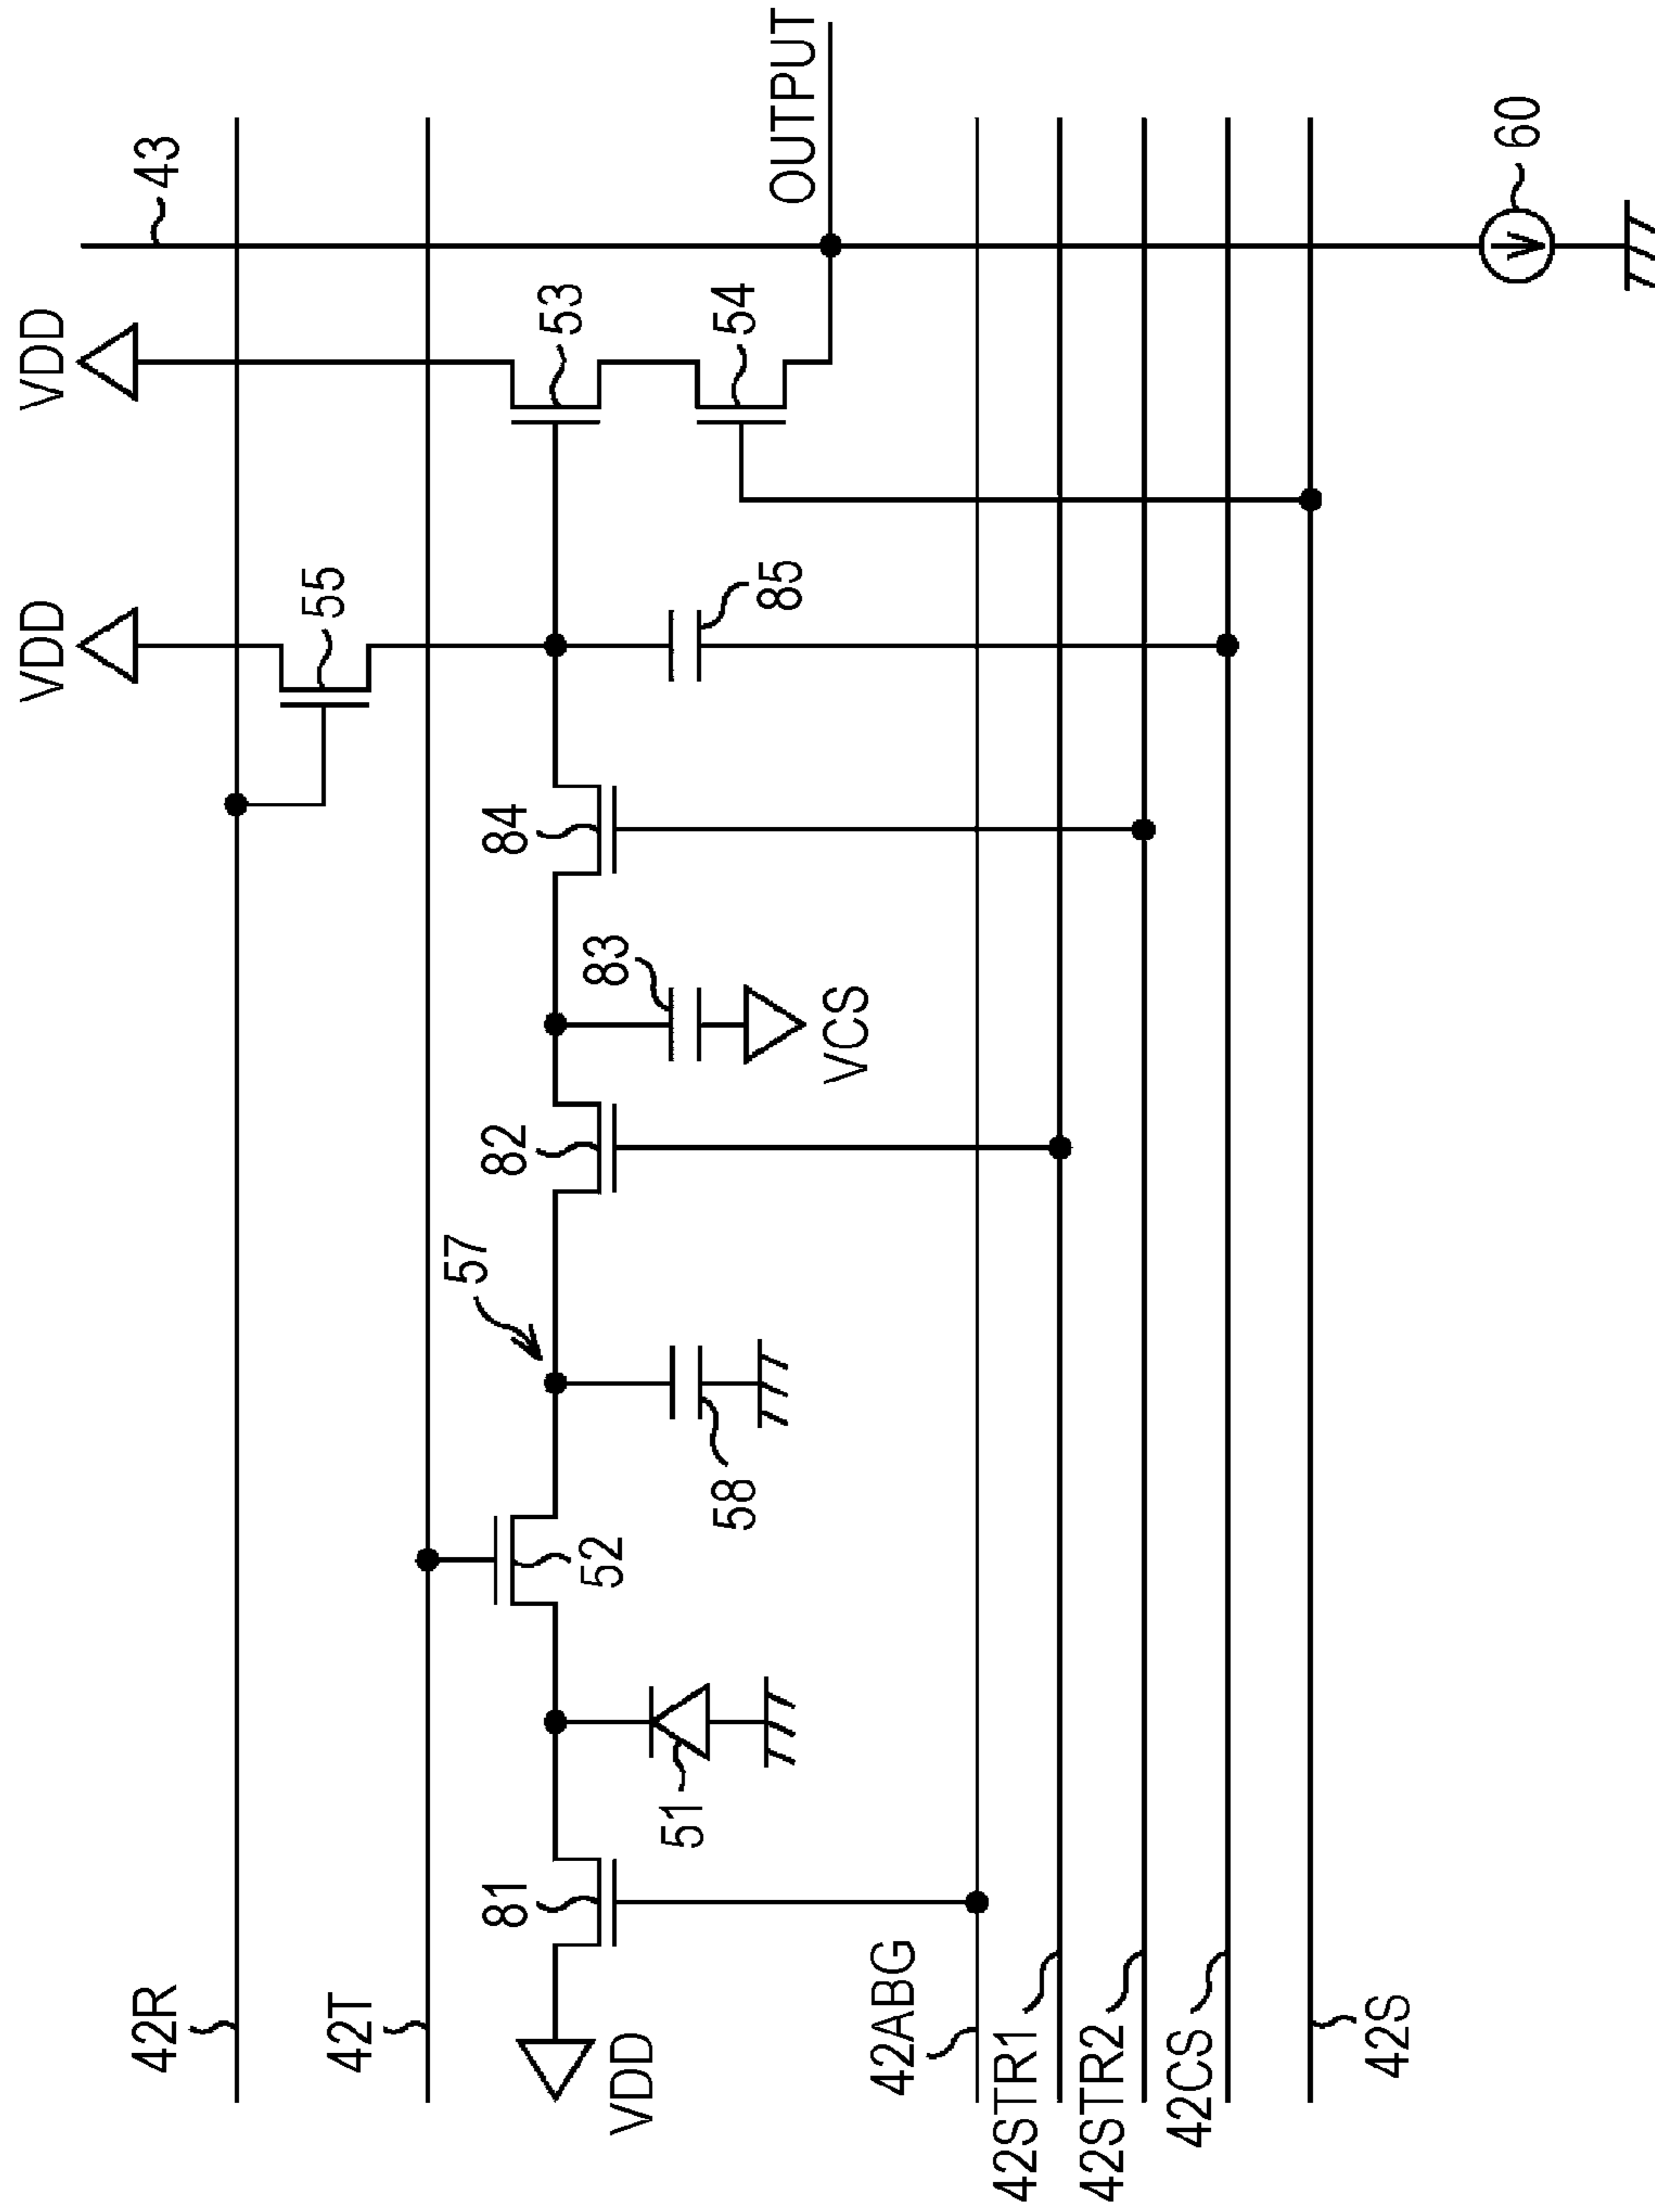 42R
42T
VDD
VDD
VDD
43
55
53
54
OUTPUT
81
52
57
82
84
51
58
83
VCS
85
42ABG
42STR1
42STR2
42CS
42S
60